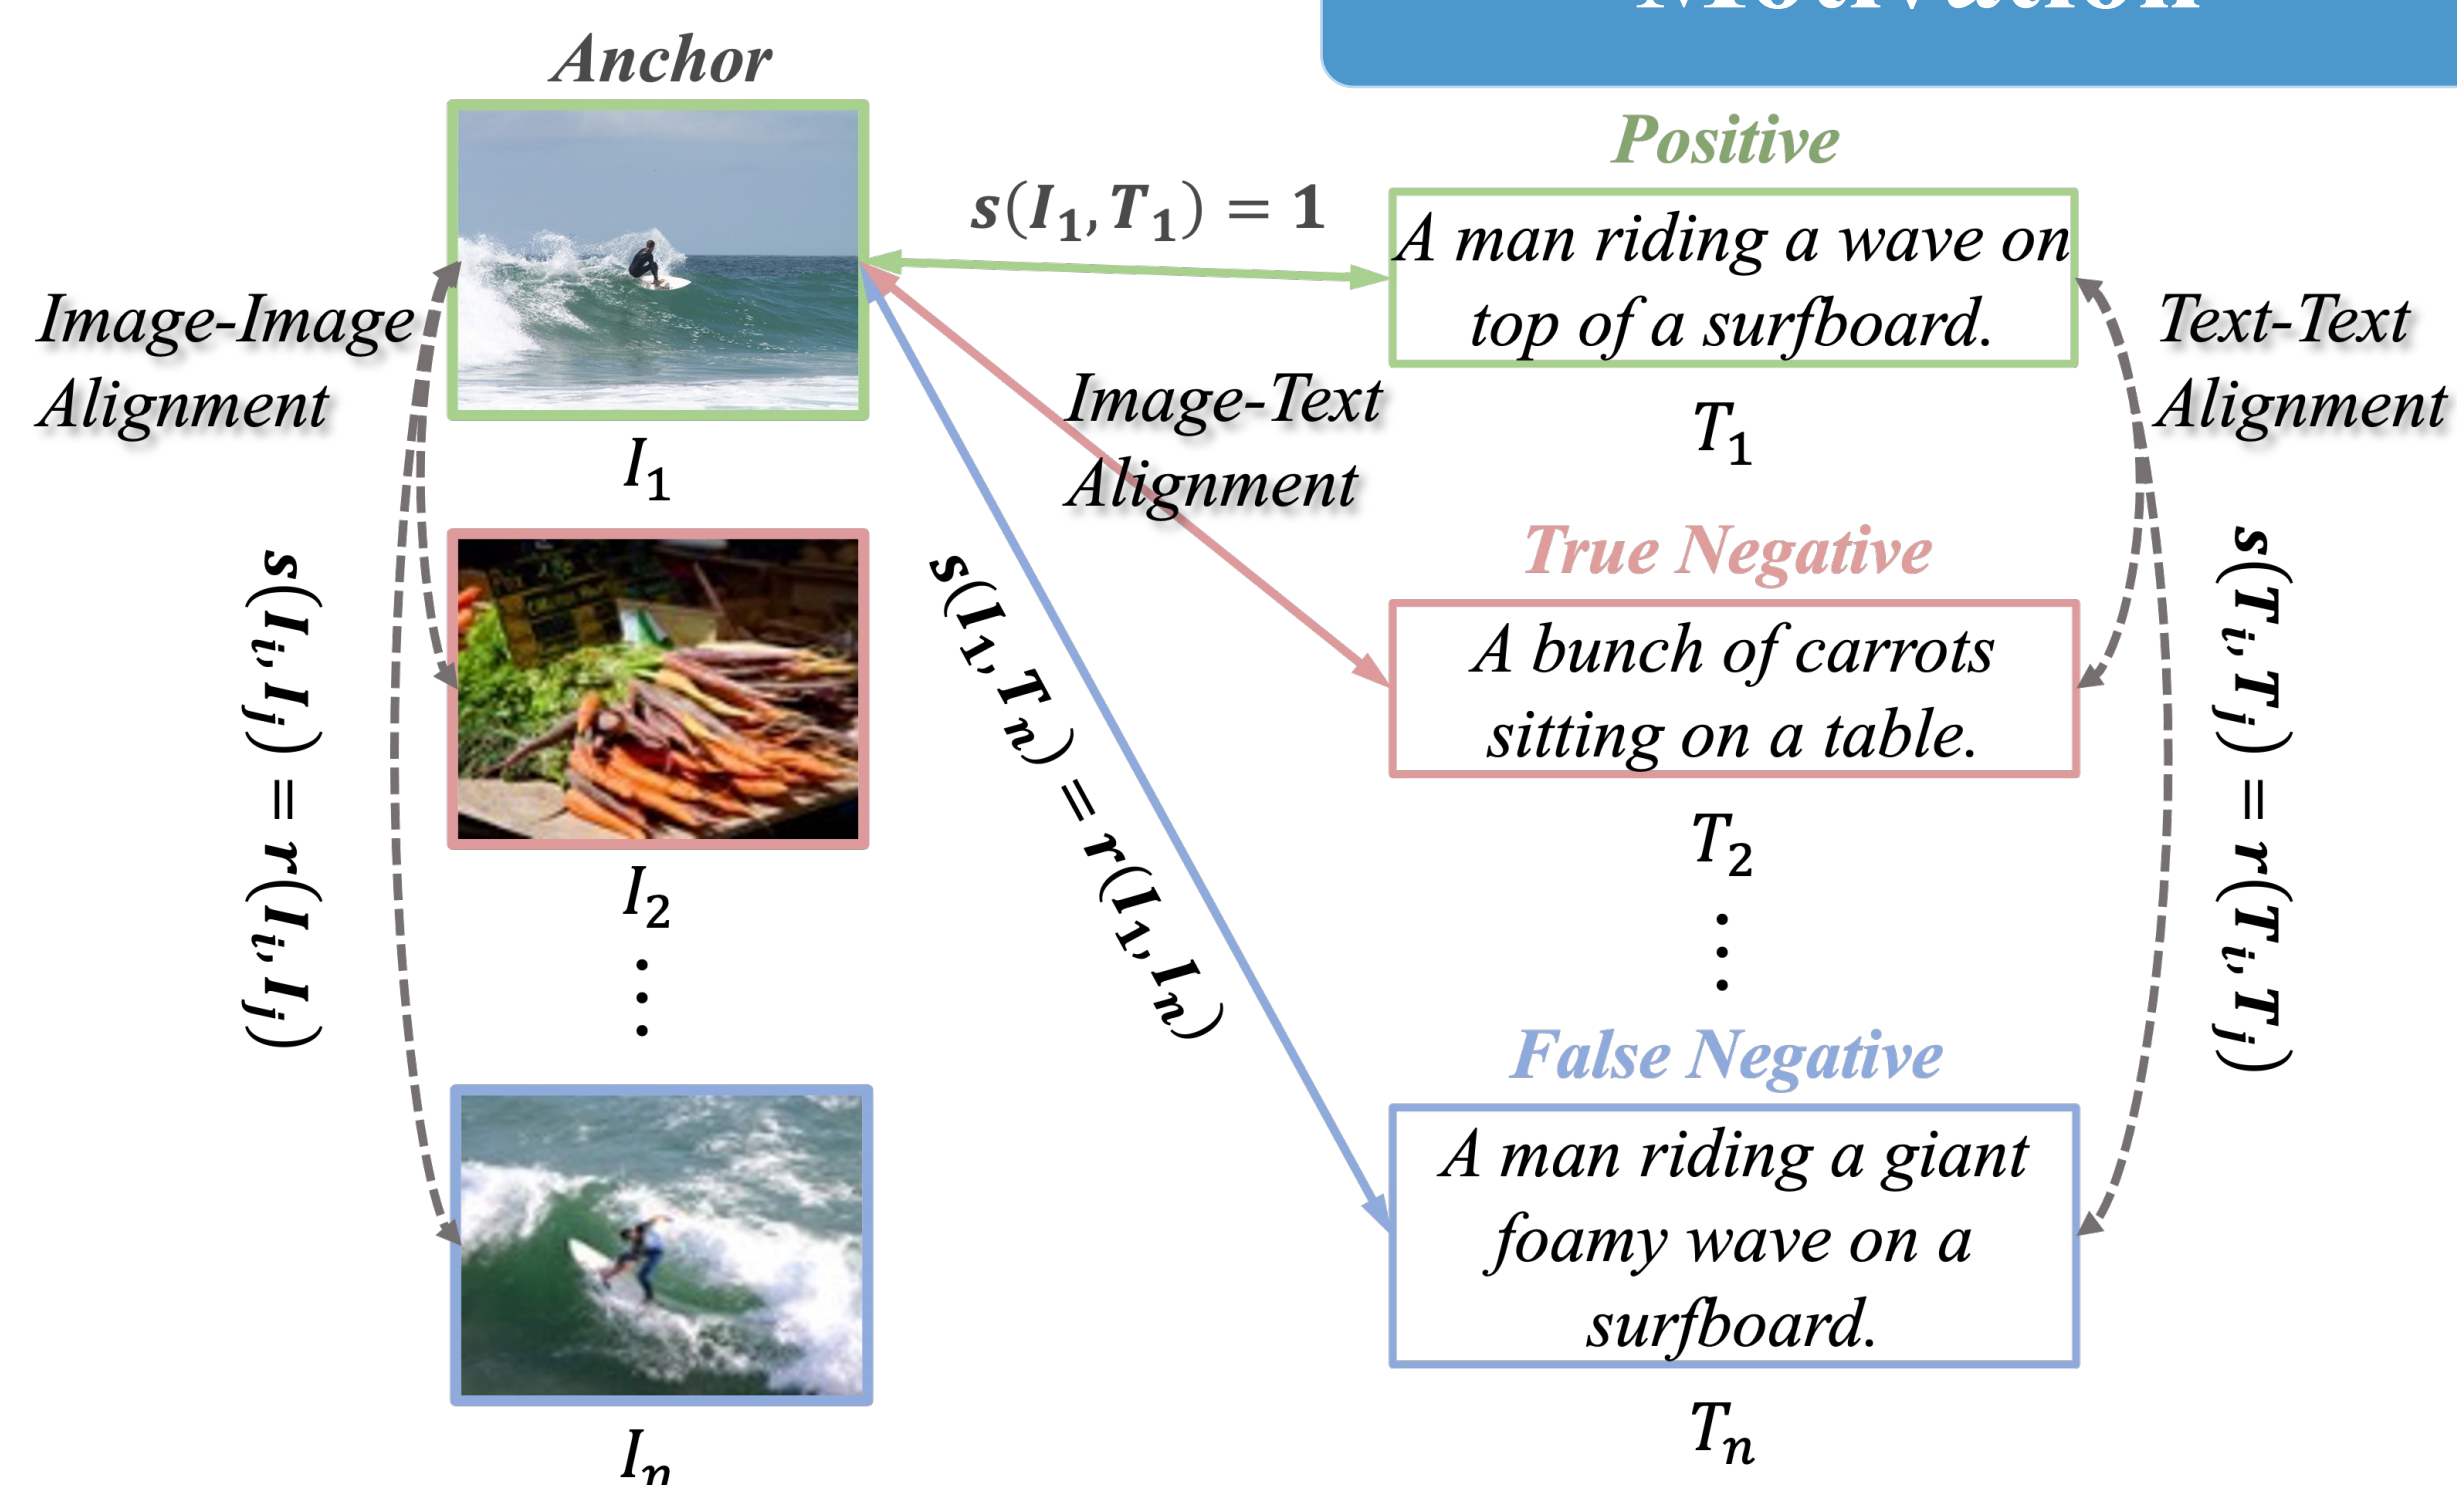 Motivation
Anchor
Positive
s(I₁, T₁) = 1
A man riding a wave on
top of a surfboard.
Image-Image
Alignment
Text-Text
Alignment
Image-Text
Alignment
I₁
T₁
True Negative
A bunch of carrots
sitting on a table.
s(Iᵢ, Iⱼ) = r(Iᵢ, Iⱼ)
s(I₁, Tₙ) = r(I₁, Iₙ)
s(Tᵢ, Tⱼ) = r(Tᵢ, Tⱼ)
I₂
T₂
⋮
⋮
False Negative
A man riding a giant
foamy wave on a
surfboard.
Iₙ
Tₙ